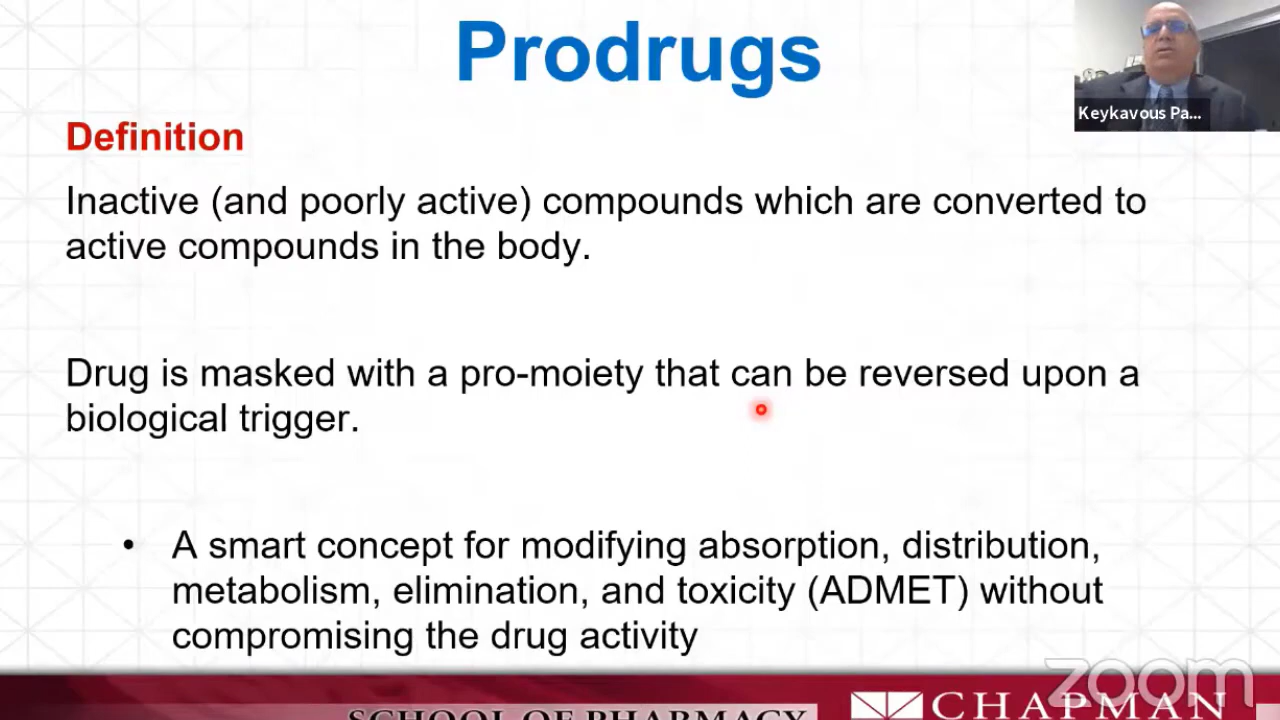 Prodrugs
Keykavous Pa...
Definition
Inactive (and poorly active) compounds which are converted to
active compounds in the body.
Drug is masked with a pro-moiety that can be reversed upon a
biological trigger.
• A smart concept for modifying absorption, distribution,
metabolism, elimination, and toxicity (ADMET) without
compromising the drug activity
zoom
CHAPMAN
SCHOOL OF PHARMACY